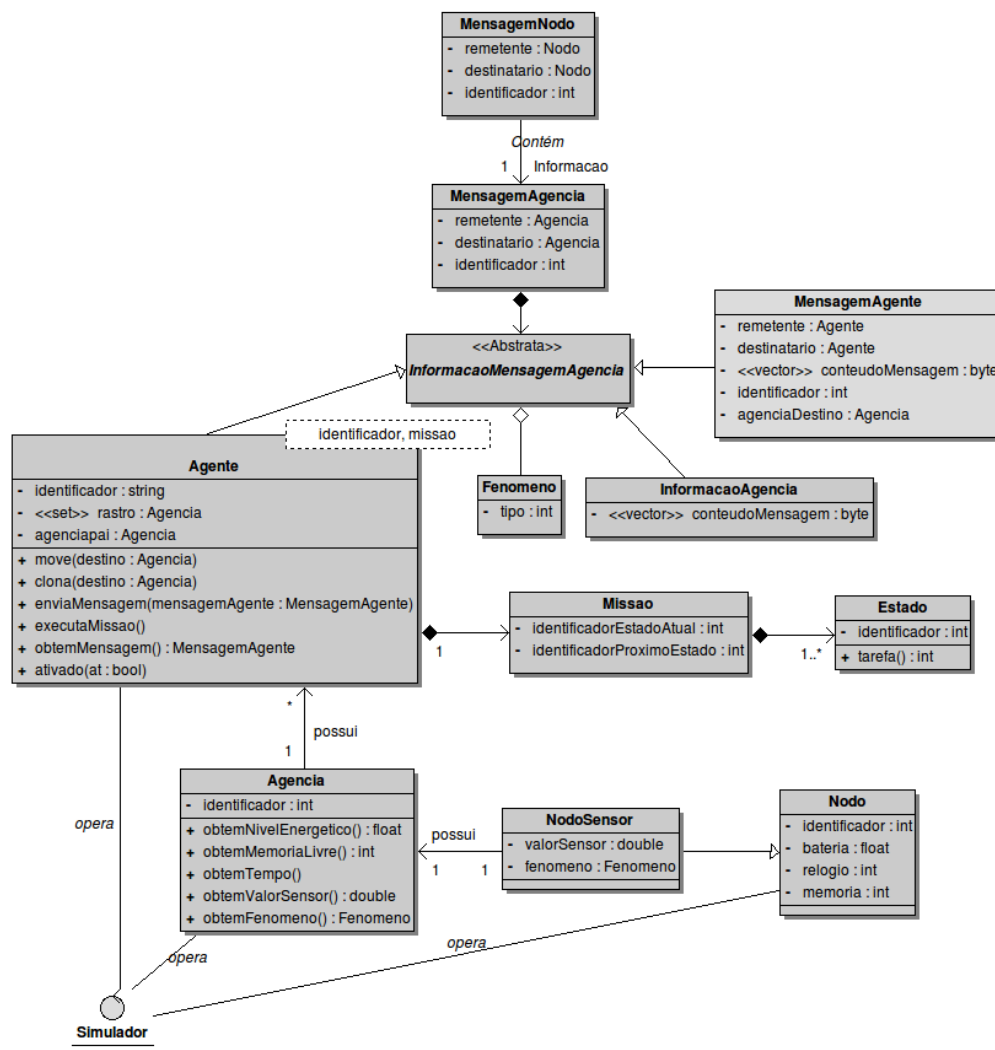 MensagemNodo
- remetente : Nodo
- destinatario : Nodo
- identificador : int
Contém
1 Informacao
MensagemAgencia
- remetente : Agencia
- destinatario : Agencia
- identificador : int
<<Abstrata>>
InformacaoMensagemAgencia
MensagemAgente
- remetente : Agente
- destinatario : Agente
- <<vector>> conteudoMensagem : byte
- identificador : int
- agenciaDestino : Agencia
identificador, missao
Agente
- identificador : string
- <<set>> rastro : Agencia
- agenciapai : Agencia
+ move(destino : Agencia)
+ clona(destino : Agencia)
+ enviaMensagem(mensagemAgente : MensagemAgente)
+ executaMissao()
+ obtemMensagem() : MensagemAgente
+ ativado(at : bool)
Fenomeno
- tipo : int
InformacaoAgencia
- <<vector>> conteudoMensagem : byte
1
Missao
- identificadorEstadoAtual : int
- identificadorProximoEstado : int
1..*
Estado
- identificador : int
+ tarefa() : int
*
possui
1
Agencia
- identificador : int
+ obtemNivelEnergetico() : float
+ obtemMemoriaLivre() : int
+ obtemTempo()
+ obtemValorSensor() : double
+ obtemFenomeno() : Fenomeno
possui
1 1
NodoSensor
- valorSensor : double
- fenomeno : Fenomeno
Nodo
- identificador : int
- bateria : float
- relogio : int
- memoria : int
opera
opera
opera
Simulador